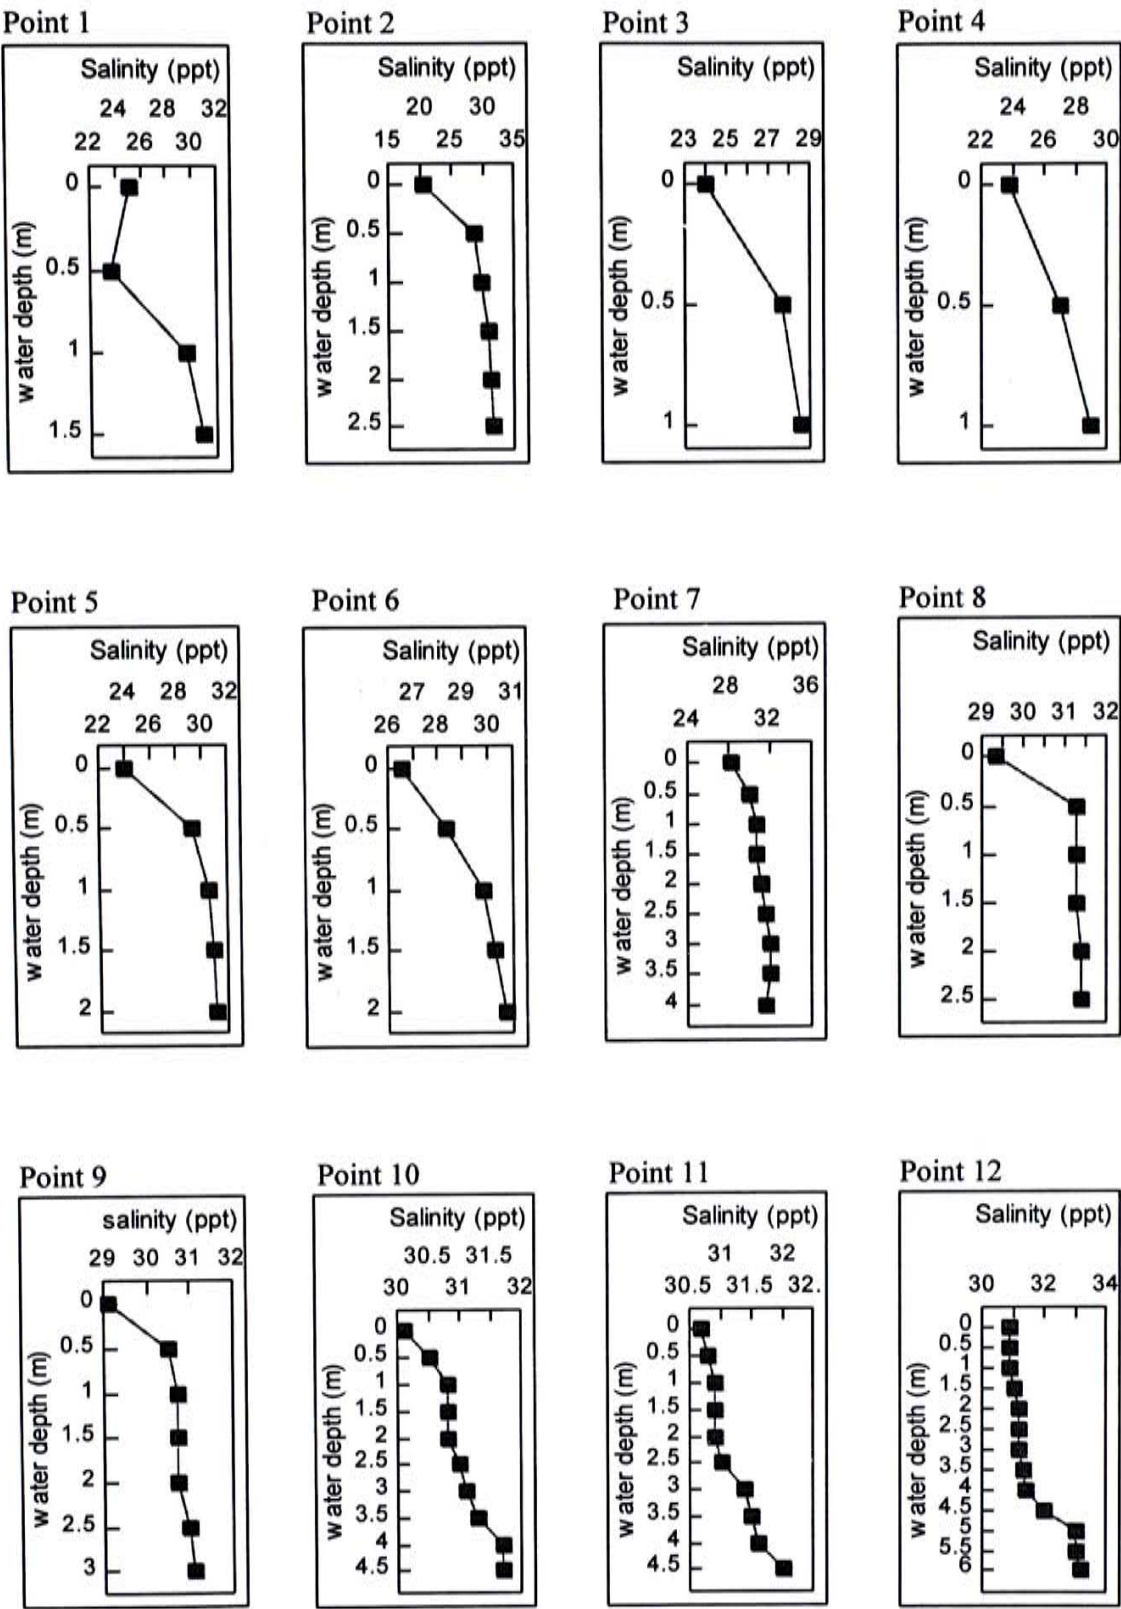 Point 1
Salinity (ppt)
24 28 32
22 26 30
water depth (m)
0
0.5
1
1.5
Point 2
Salinity (ppt)
20 30
15 25 35
water depth (m)
0
0.5
1
1.5
2
2.5
Point 3
Salinity (ppt)
23 25 27 29
water depth (m)
0
0.5
1
Point 4
Salinity (ppt)
24 28
22 26 30
water depth (m)
0
0.5
1
Point 5
Salinity (ppt)
24 28 32
22 26 30
water depth (m)
0
0.5
1
1.5
2
Point 6
Salinity (ppt)
27 29 31
26 28 30
water depth (m)
0
0.5
1
1.5
2
Point 7
Salinity (ppt)
28 36
24 32
water depth (m)
0
0.5
1
1.5
2
2.5
3
3.5
4
Point 8
Salinity (ppt)
29 30 31 32
water dpeth (m)
0
0.5
1
1.5
2
2.5
Point 9
salinity (ppt)
29 30 31 32
water depth (m)
0
0.5
1
1.5
2
2.5
3
Point 10
Salinity (ppt)
30.5 31.5
30 31 32
water depth (m)
0
0.5
1
1.5
2
2.5
3
3.5
4
4.5
Point 11
Salinity (ppt)
31 32
30.5 31.5 32.
water depth (m)
0
0.5
1
1.5
2
2.5
3
3.5
4
4.5
Point 12
Salinity (ppt)
30 32 34
water depth (m)
0
0.5
1
1.5
2
2.5
3
3.5
4
4.5
5
5.5
6